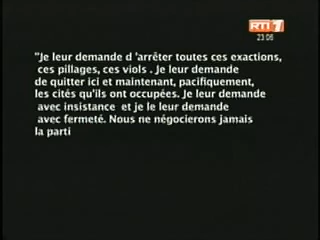 RTI 1
23:06
"Je leur demande d 'arrêter toutes ces exactions,
ces pillages, ces viols . Je leur demande
de quitter ici et maintenant, pacifiquement,
les cités qu'ils ont occupées. Je leur demande
avec insistance et je le leur demande
avec fermeté. Nous ne négocierons jamais
la parti